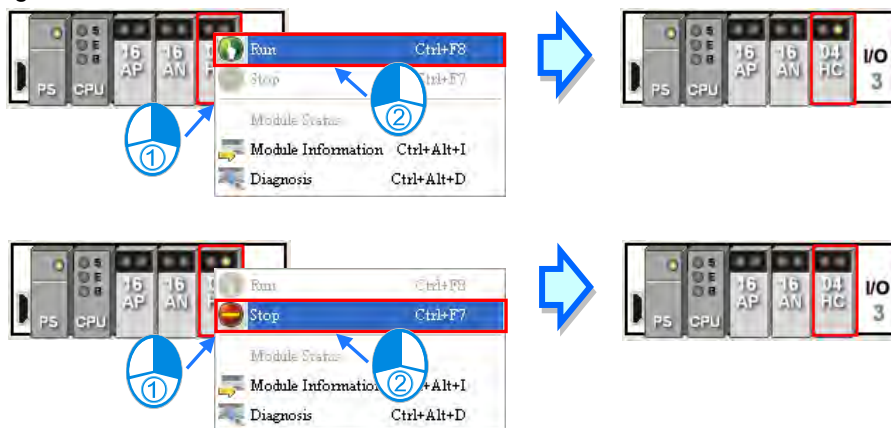 S
E
B
PS CPU 16 AP 16 AN
Run Ctrl+F8
Stop Ctrl+F7
Module Status
Module Information Ctrl+Alt+I
Diagnosis Ctrl+Alt+D
①
②
S
E
B
PS CPU 16 AP 16 AN 04 HC
I/O
3
S
E
B
PS CPU 16 AP 16 AN
Run Ctrl+F8
Stop Ctrl+F7
Module Status
Module Information Ctrl+Alt+I
Diagnosis Ctrl+Alt+D
①
②
S
E
B
PS CPU 16 AP 16 AN 04 HC
I/O
3